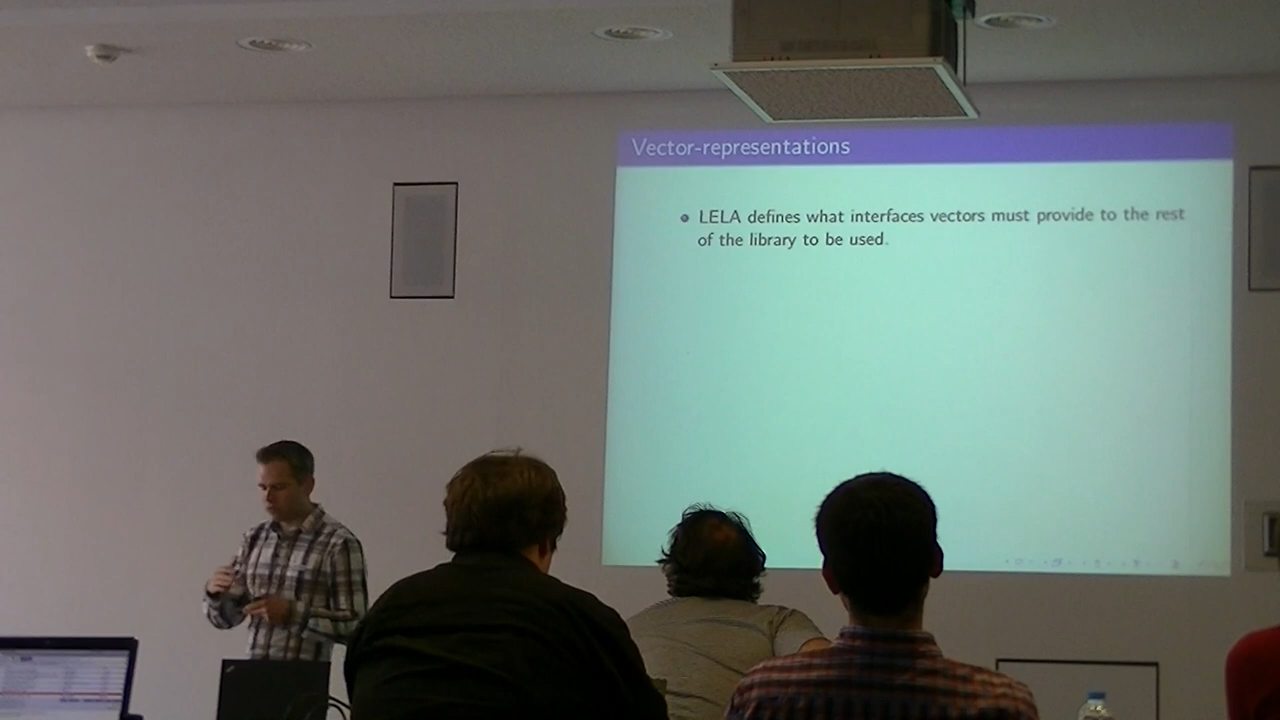 Vector-representations
LELA defines what interfaces vectors must provide to the rest
of the library to be used.